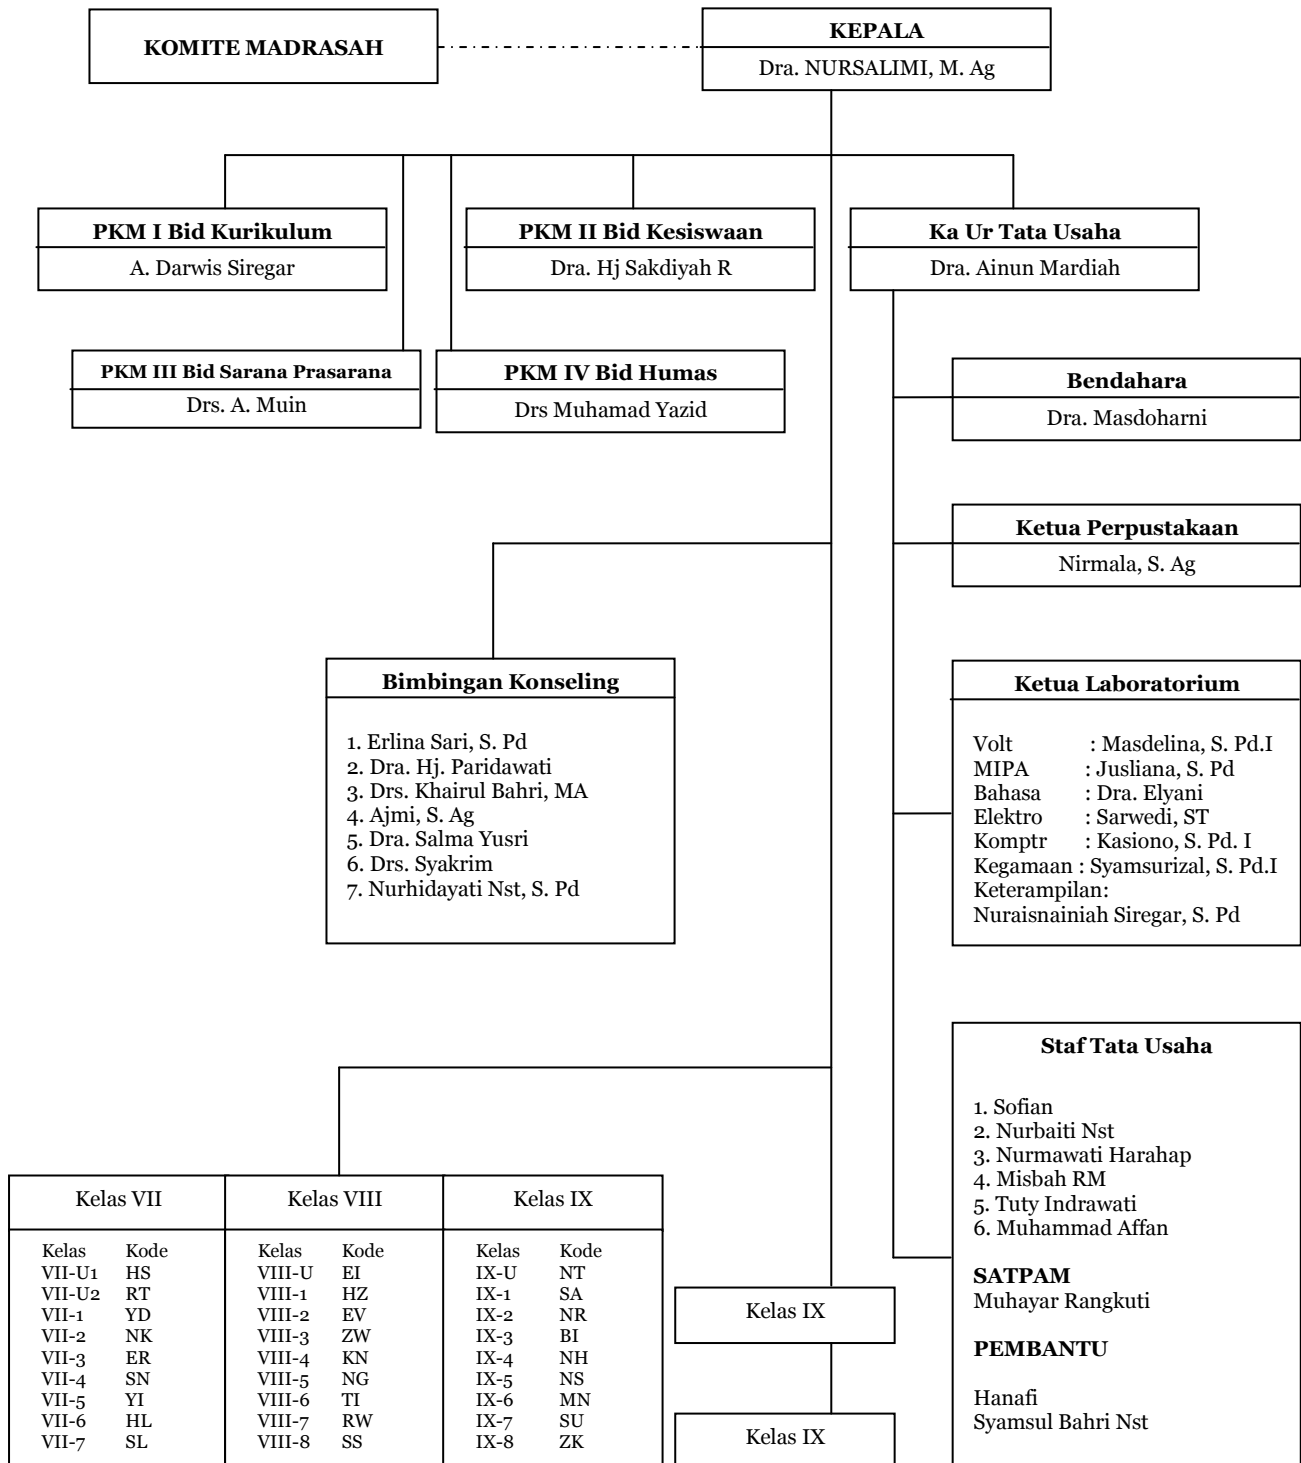 KOMITE MADRASAH
KEPALA
Dra. NURSALIMI, M. Ag
PKM I Bid Kurikulum
A. Darwis Siregar
PKM II Bid Kesiswaan
Dra. Hj Sakdiyah R
Ka Ur Tata Usaha
Dra. Ainun Mardiah
PKM III Bid Sarana Prasarana
Drs. A. Muin
PKM IV Bid Humas
Drs Muhamad Yazid
Bendahara
Dra. Masdoharni
Ketua Perpustakaan
Nirmala, S. Ag
Bimbingan Konseling
1. Erlina Sari, S. Pd
2. Dra. Hj. Paridawati
3. Drs. Khairul Bahri, MA
4. Ajmi, S. Ag
5. Dra. Salma Yusri
6. Drs. Syakrim
7. Nurhidayati Nst, S. Pd
Ketua Laboratorium
Volt : Masdelina, S. Pd.I
MIPA : Jusliana, S. Pd
Bahasa : Dra. Elyani
Elektro : Sarwedi, ST
Komptr : Kasiono, S. Pd. I
Kegamaan : Syamsurizal, S. Pd.I
Keterampilan:
Nuraisnainiah Siregar, S. Pd
Staf Tata Usaha
1. Sofian
2. Nurbaiti Nst
3. Nurmawati Harahap
4. Misbah RM
5. Tuty Indrawati
6. Muhammad Affan
SATPAM
Muhayar Rangkuti
PEMBANTU
Hanafi
Syamsul Bahri Nst
Kelas VII
Kelas Kode
VII-U1 HS
VII-U2 RT
VII-1 YD
VII-2 NK
VII-3 ER
VII-4 SN
VII-5 YI
VII-6 HL
VII-7 SL
Kelas VIII
Kelas Kode
VIII-U EI
VIII-1 HZ
VIII-2 EV
VIII-3 ZW
VIII-4 KN
VIII-5 NG
VIII-6 TI
VIII-7 RW
VIII-8 SS
Kelas IX
Kelas Kode
IX-U NT
IX-1 SA
IX-2 NR
IX-3 BI
IX-4 NH
IX-5 NS
IX-6 MN
IX-7 SU
IX-8 ZK
Kelas IX
Kelas IX